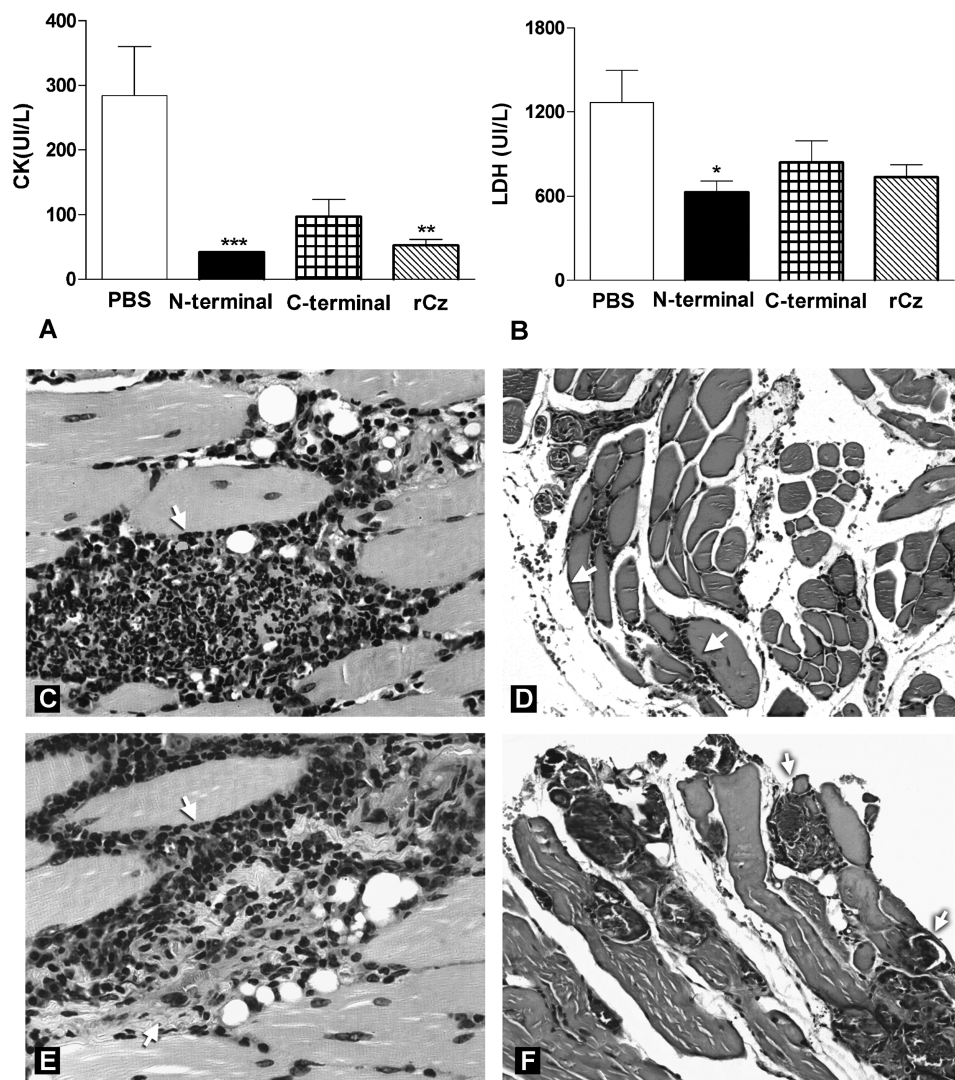 400
300
200
100
0
CK(UI/L)
***
**
PBS
N-terminal
C-terminal
rCz
A
1800
1200
600
0
LDH (UI/L)
*
PBS
N-terminal
C-terminal
rCz
B
C
D
E
F